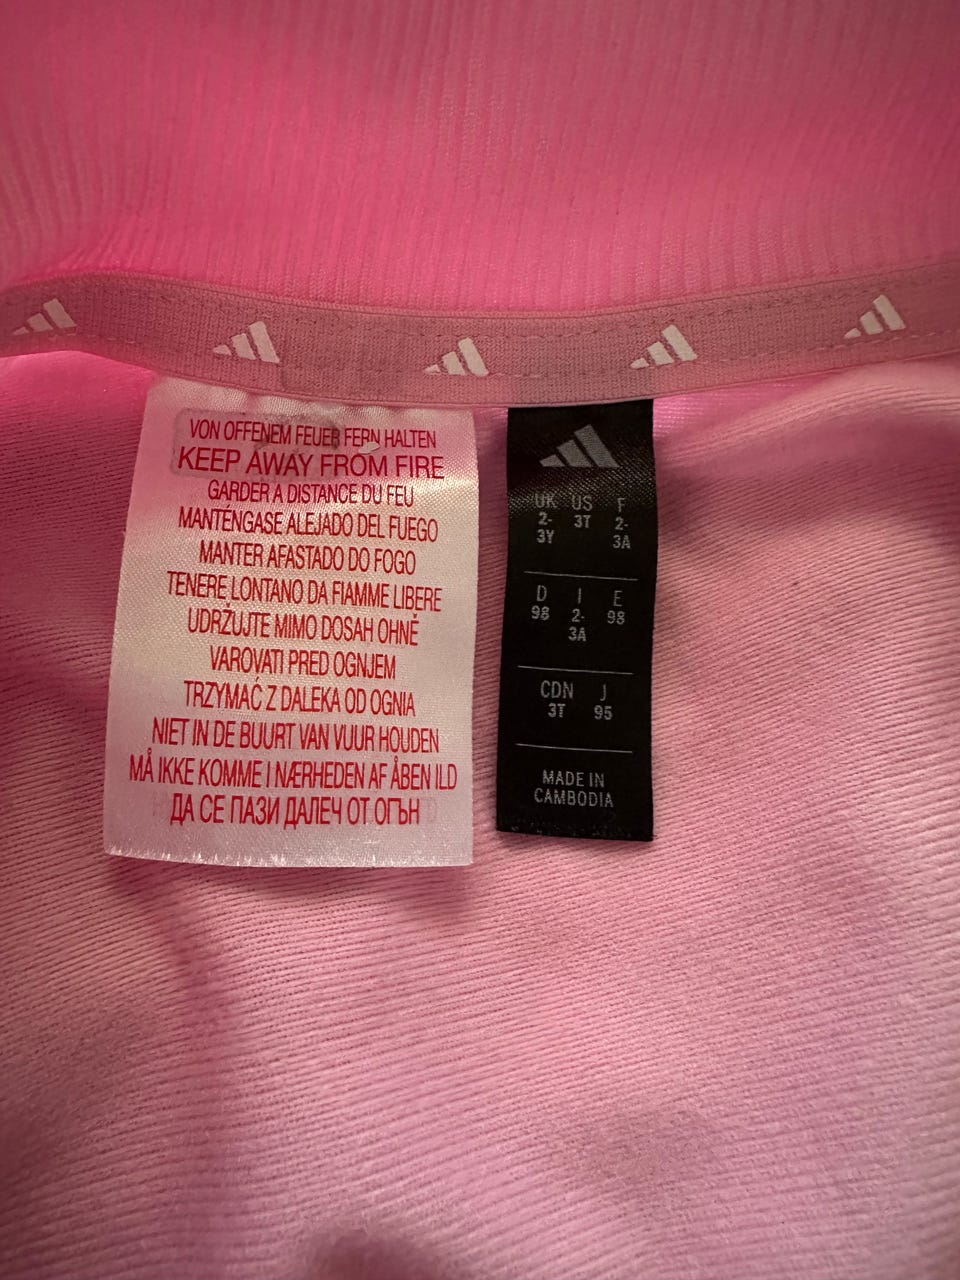 VON OFFENEM FEUER FERN HALTEN
KEEP AWAY FROM FIRE
GARDER A DISTANCE DU FEU
MANTÉNGASE ALEJADO DEL FUEGO
MANTER AFASTADO DO FOGO
TENERE LONTANO DA FIAMME LIBERE
UDRŽUJTE MIMO DOSAH OHNĚ
VAROVATI PRED OGNJEM
TRZYMAĆ Z DALEKA OD OGNIA
NIET IN DE BUURT VAN VUUR HOUDEN
MÅ IKKE KOMME I NÆRHEDEN AF ÅBEN ILD
ДА СЕ ПАЗИ ДАЛЕЧ ОТ ОГЪН
UK US F
2- 3T 2-
3Y 3A
D I E
98 2- 98
3A
CDN J
3T 95
MADE IN
CAMBODIA